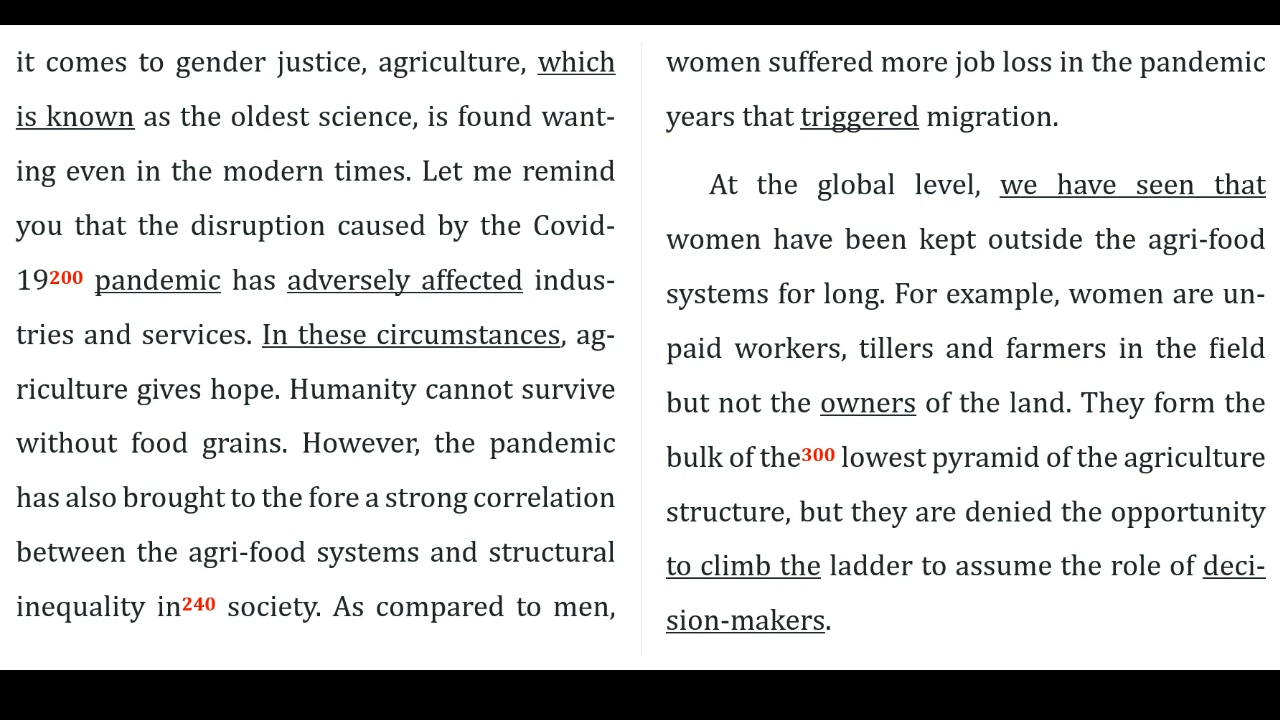 it comes to gender justice, agriculture, which
is known as the oldest science, is found want-
ing even in the modern times. Let me remind
you that the disruption caused by the Covid-
19200 pandemic has adversely affected indus-
tries and services. In these circumstances, ag-
riculture gives hope. Humanity cannot survive
without food grains. However, the pandemic
has also brought to the fore a strong correlation
between the agri-food systems and structural
inequality in240 society. As compared to men,
women suffered more job loss in the pandemic
years that triggered migration.
At the global level, we have seen that
women have been kept outside the agri-food
systems for long. For example, women are un-
paid workers, tillers and farmers in the field
but not the owners of the land. They form the
bulk of the300 lowest pyramid of the agriculture
structure, but they are denied the opportunity
to climb the ladder to assume the role of deci-
sion-makers.